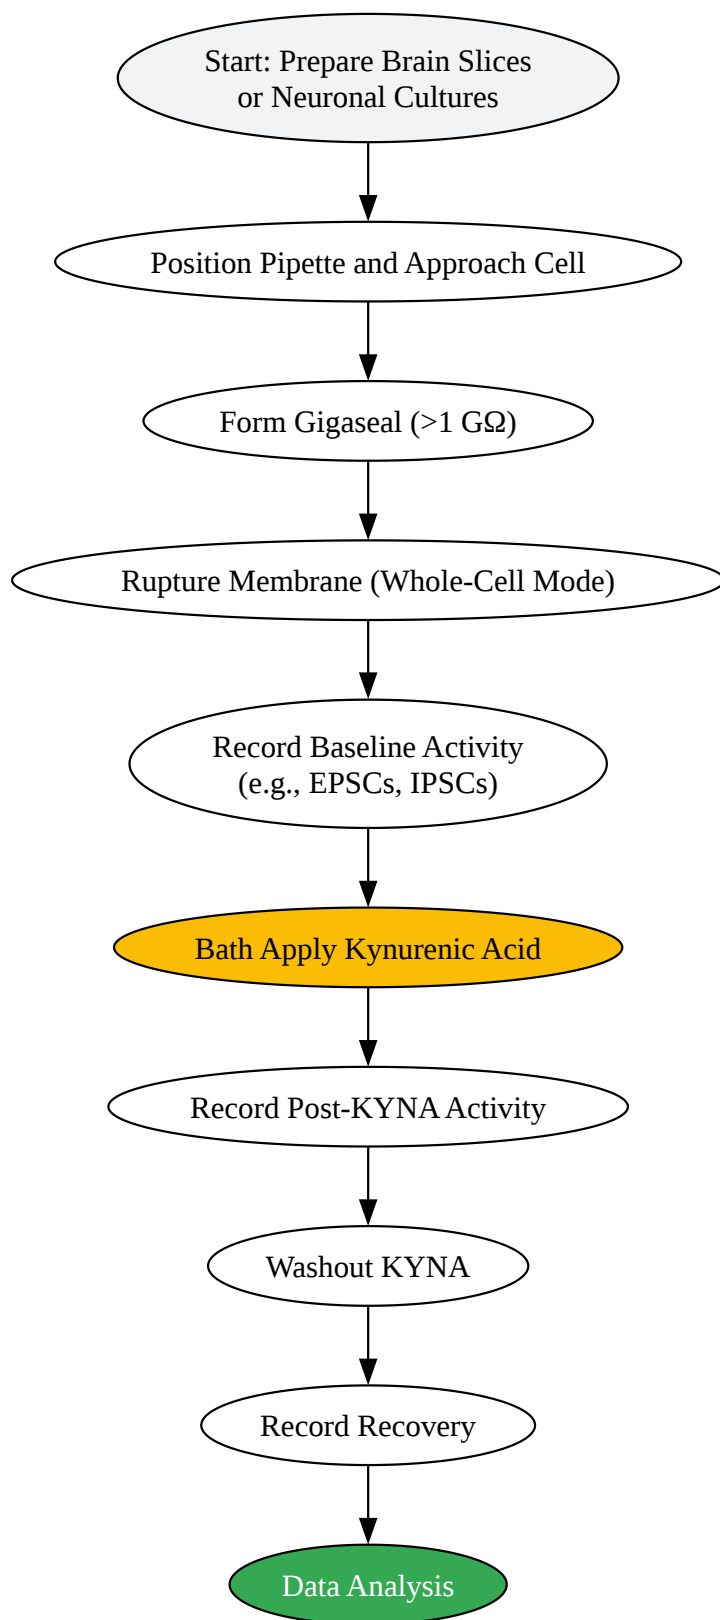 Start: Prepare Brain Slices
or Neuronal Cultures
Position Pipette and Approach Cell
Form Gigaseal (>1 GΩ)
Rupture Membrane (Whole-Cell Mode)
Record Baseline Activity
(e.g., EPSCs, IPSCs)
Bath Apply Kynurenic Acid
Record Post-KYNA Activity
Washout KYNA
Record Recovery
Data Analysis